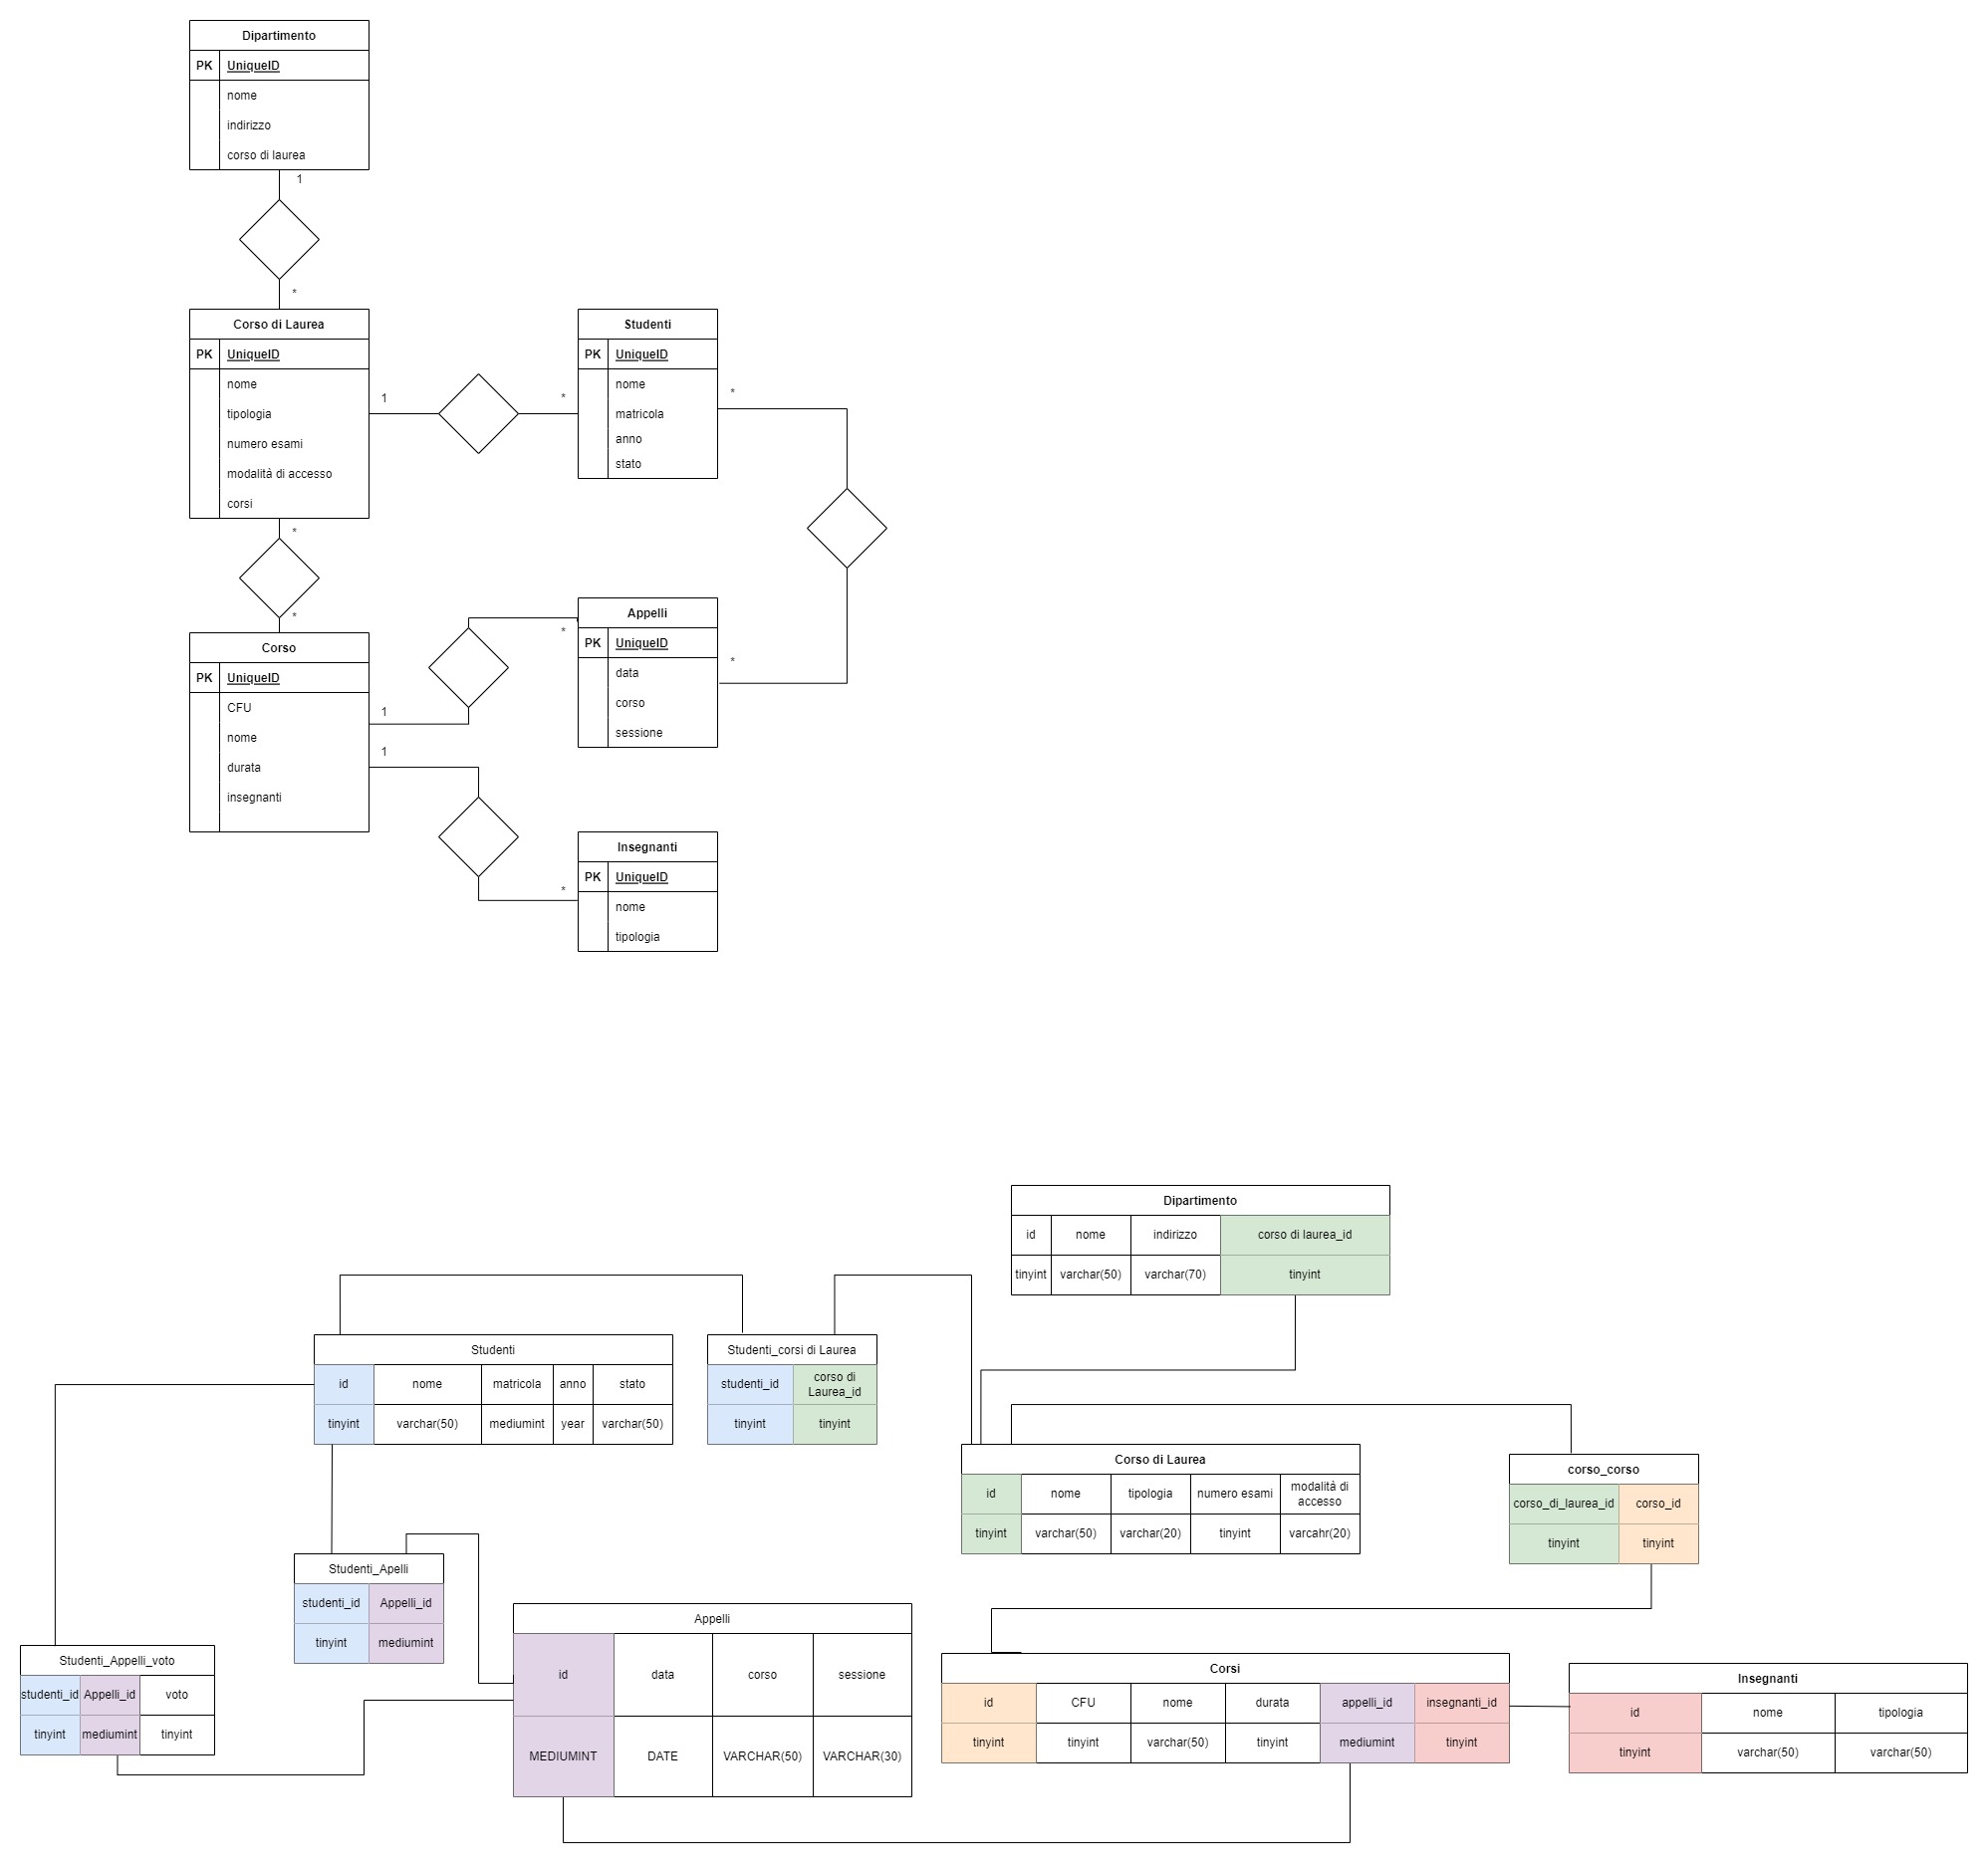 Dipartimento
PK UniqueID
nome
indirizzo
corso di laurea
1
*
Corso di Laurea
PK UniqueID
nome
tipologia
numero esami
modalità di accesso
corsi
1
*
Studenti
PK UniqueID
nome
matricola
anno
stato
*
*
*
Corso
PK UniqueID
CFU
nome
durata
insegnanti
1
1
*
Appelli
PK UniqueID
data
corso
sessione
*
*
Insegnanti
PK UniqueID
nome
tipologia
Dipartimento
id nome indirizzo corso di laurea_id
tinyint varchar(50) varchar(70) tinyint
Studenti
id nome matricola anno stato
tinyint varchar(50) mediumint year varchar(50)
Studenti_corsi di Laurea
studenti_id corso di
Laurea_id
tinyint tinyint
Corso di Laurea
id nome tipologia numero esami modalità di
accesso
tinyint varchar(50) varchar(20) tinyint varcahr(20)
corso_corso
corso_di_laurea_id corso_id
tinyint tinyint
Studenti_Apelli
studenti_id Appelli_id
tinyint mediumint
Studenti_Appelli_voto
studenti_id Appelli_id voto
tinyint mediumint tinyint
Appelli
id data corso sessione
MEDIUMINT DATE VARCHAR(50) VARCHAR(30)
Corsi
id CFU nome durata appelli_id insegnanti_id
tinyint tinyint varchar(50) tinyint mediumint tinyint
Insegnanti
id nome tipologia
tinyint varchar(50) varchar(50)